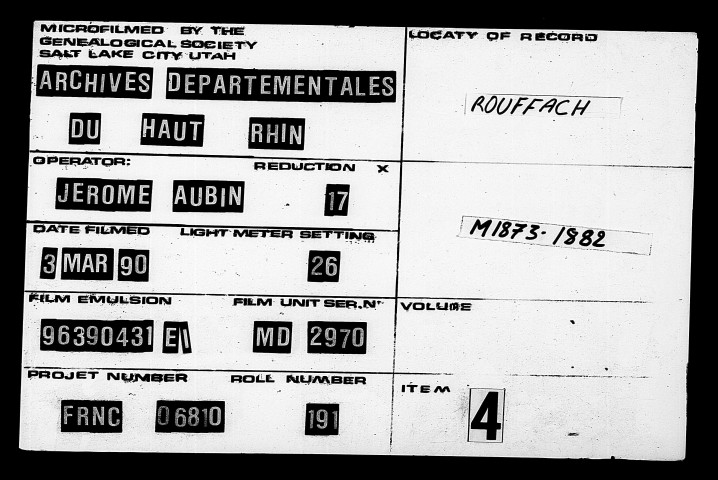 MICROFILMED BY THE
GENEALOGICAL SOCIETY
SALT LAKE CITY UTAH
ARCHIVES DEPARTEMENTALES
DU HAUT RHIN
OPERATOR: REDUCTION X
JEROME AUBIN 17
DATE FILMED LIGHT METER SETTING
3 MAR 90 26
FILM EMULSION FILM UNIT SER.N°
96390431 EI MD 2970
PROJET NUMBER ROLL NUMBER
FRNC 06810 191
LOCATY OF RECORD
ROUFFACH
M1873-1882
VOLUME
ITEM 4